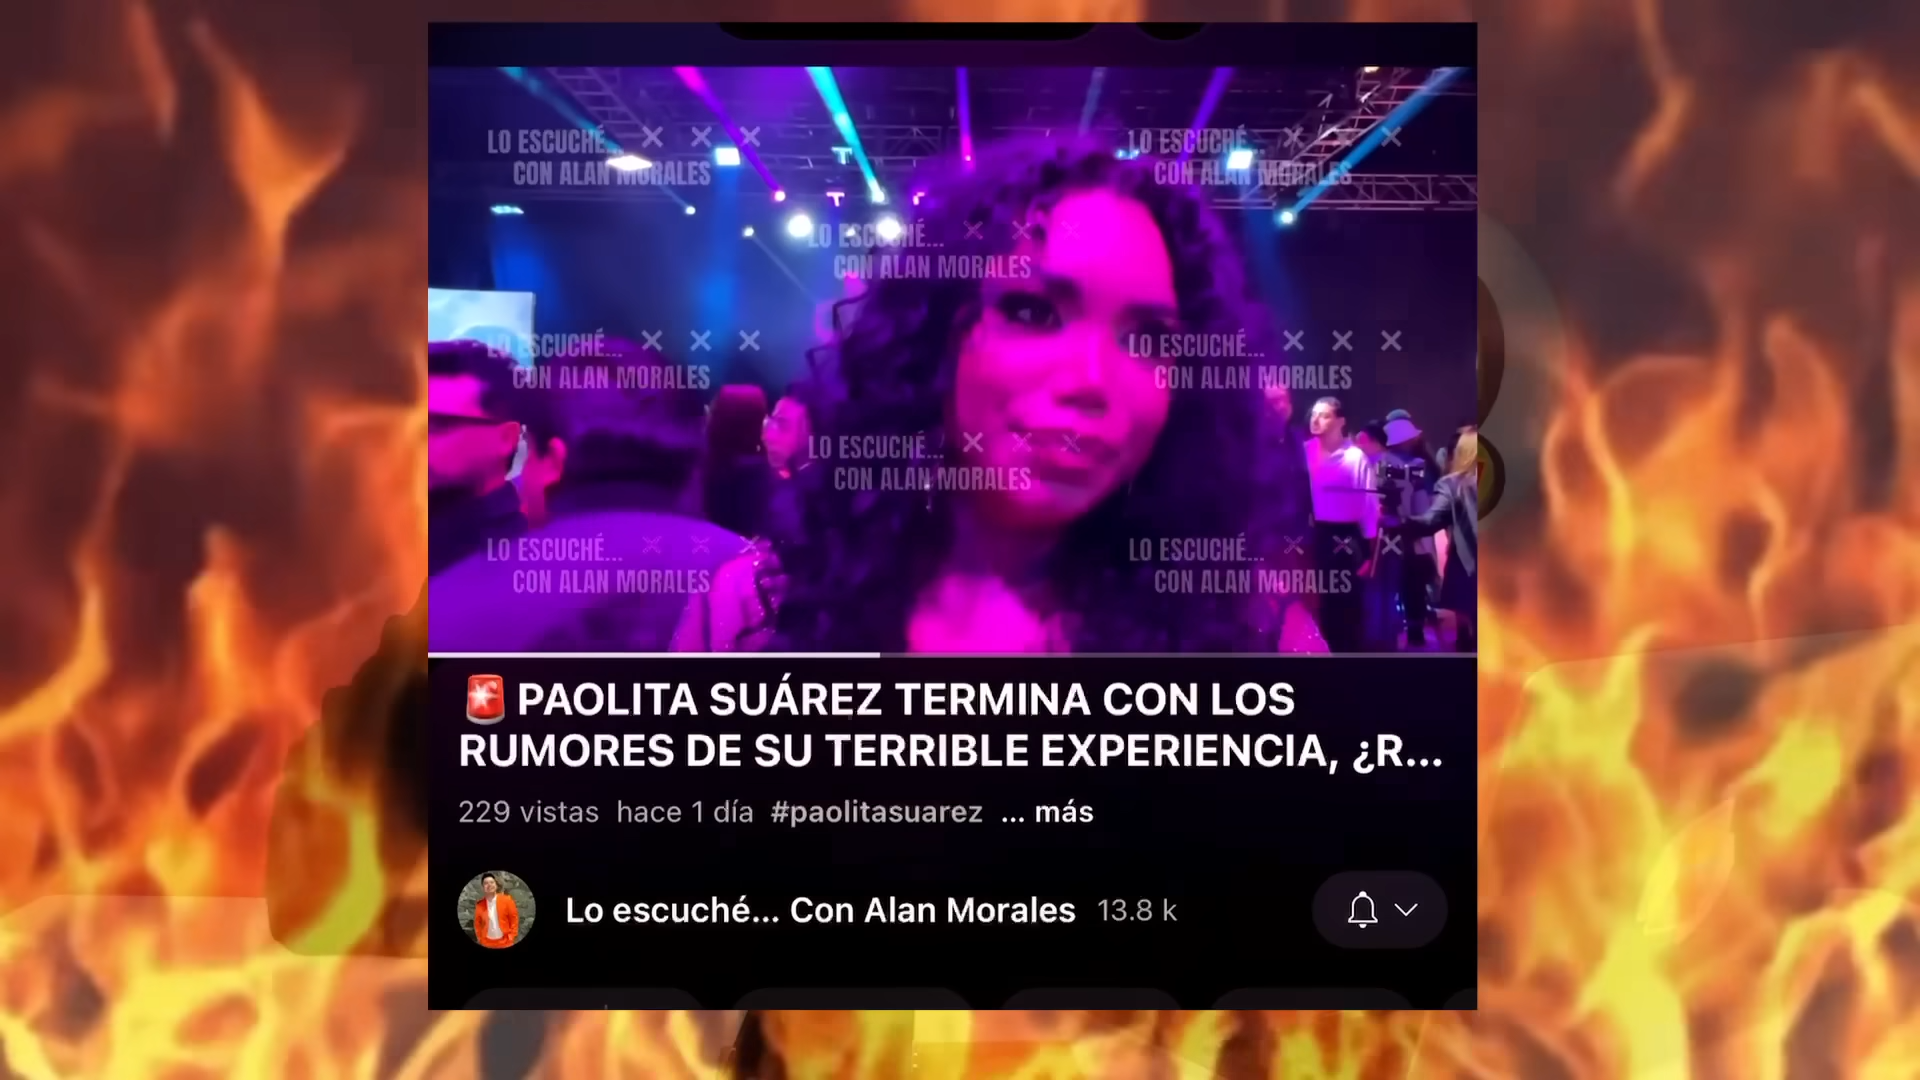 LO ESCUCHÉ...
CON ALAN MORALES
LO ESCUCHÉ...
CON ALAN MORALES
LO ESCUCHÉ...
CON ALAN MORALES
LO ESCUCHÉ...
CON ALAN MORALES
LO ESCUCHÉ...
CON ALAN MORALES
LO ESCUCHÉ...
CON ALAN MORALES
LO ESCUCHÉ...
CON ALAN MORALES
LO ESCUCHÉ...
CON ALAN MORALES
PAOLITA SUÁREZ TERMINA CON LOS
RUMORES DE SU TERRIBLE EXPERIENCIA, ¿R...
229 vistas hace 1 día #paolitasuarez ... más
Lo escuché... Con Alan Morales 13.8 k